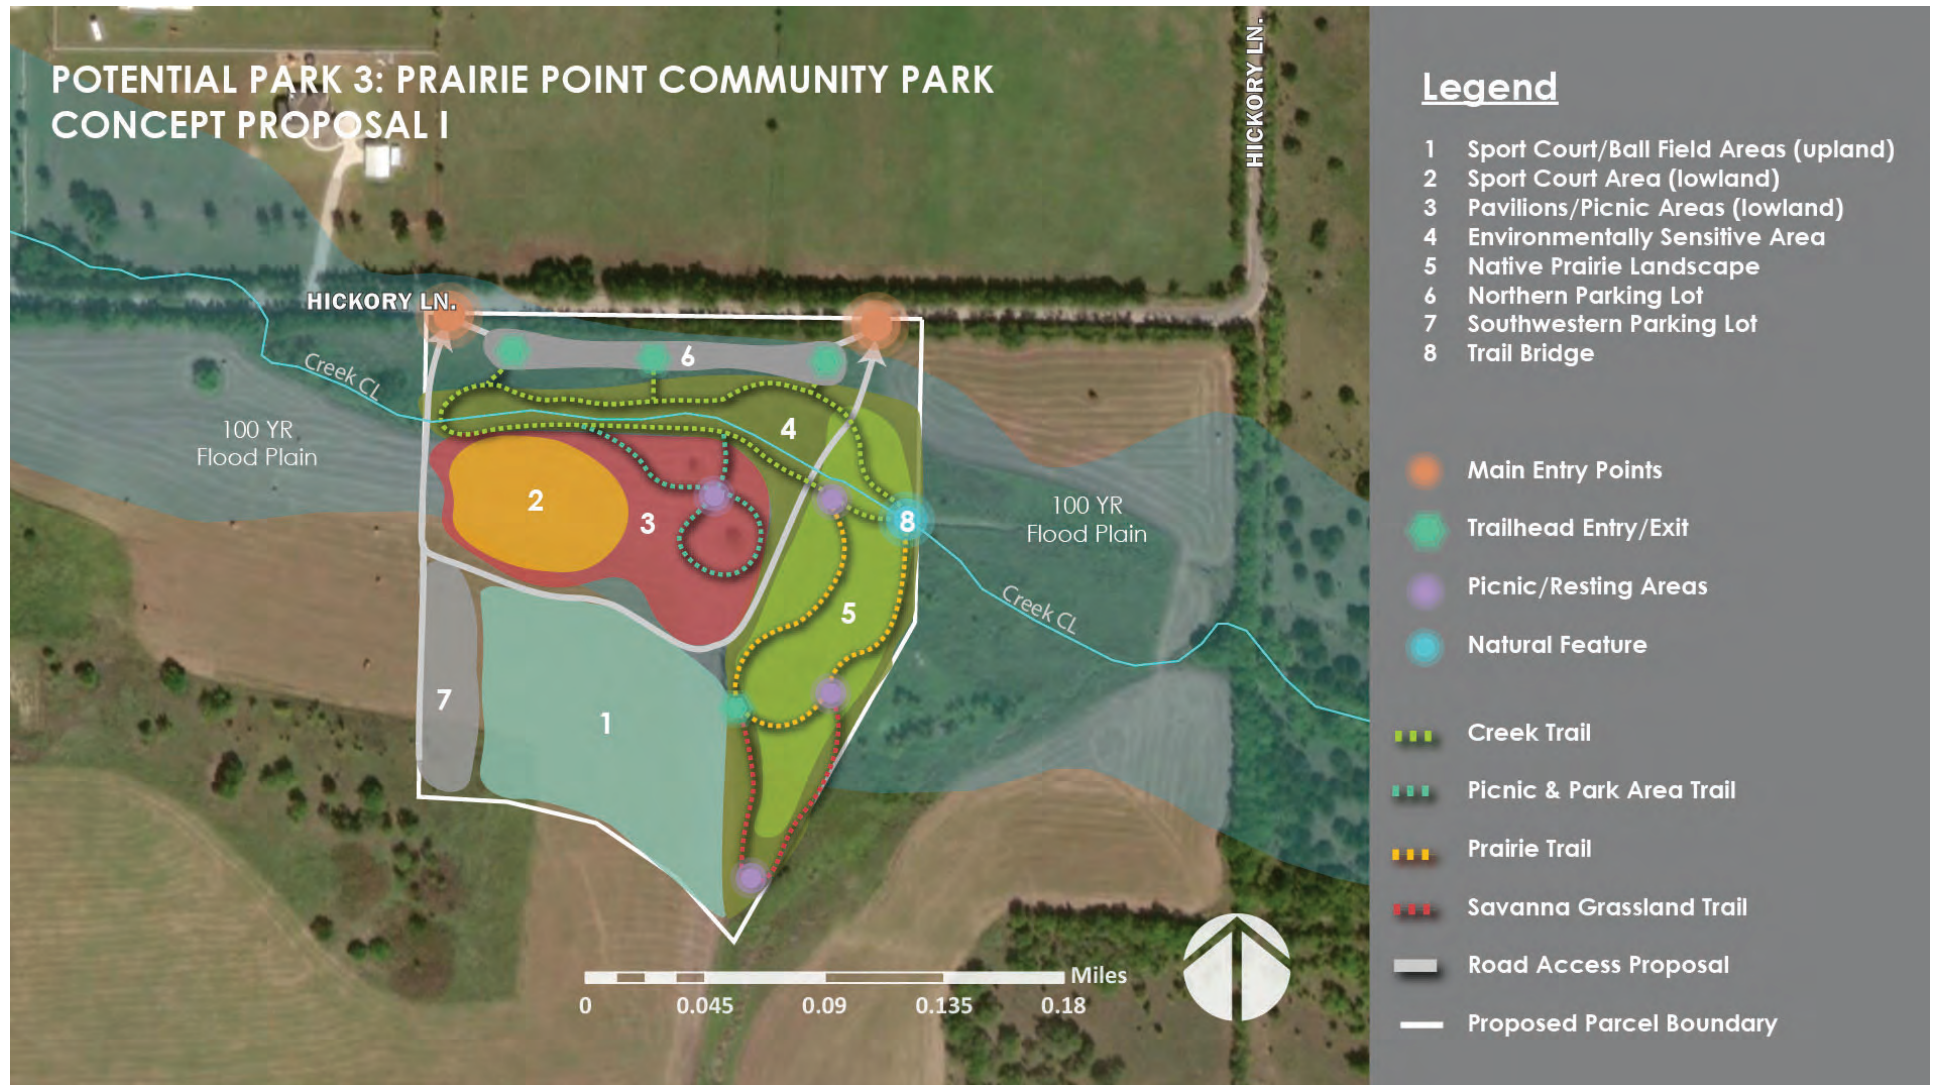 POTENTIAL PARK 3: PRAIRIE POINT COMMUNITY PARK
CONCEPT PROPOSAL I
HICKORY LN.
HICKORY LN.
Creek CL
100 YR
Flood Plain
6
4
2
3
8
100 YR
Flood Plain
Creek CL
5
7
1
Miles
0
0.045
0.09
0.135
0.18
Legend
1 Sport Court/Ball Field Areas (upland)
2 Sport Court Area (lowland)
3 Pavilions/Picnic Areas (lowland)
4 Environmentally Sensitive Area
5 Native Prairie Landscape
6 Northern Parking Lot
7 Southwestern Parking Lot
8 Trail Bridge
Main Entry Points
Trailhead Entry/Exit
Picnic/Resting Areas
Natural Feature
Creek Trail
Picnic & Park Area Trail
Prairie Trail
Savanna Grassland Trail
Road Access Proposal
Proposed Parcel Boundary